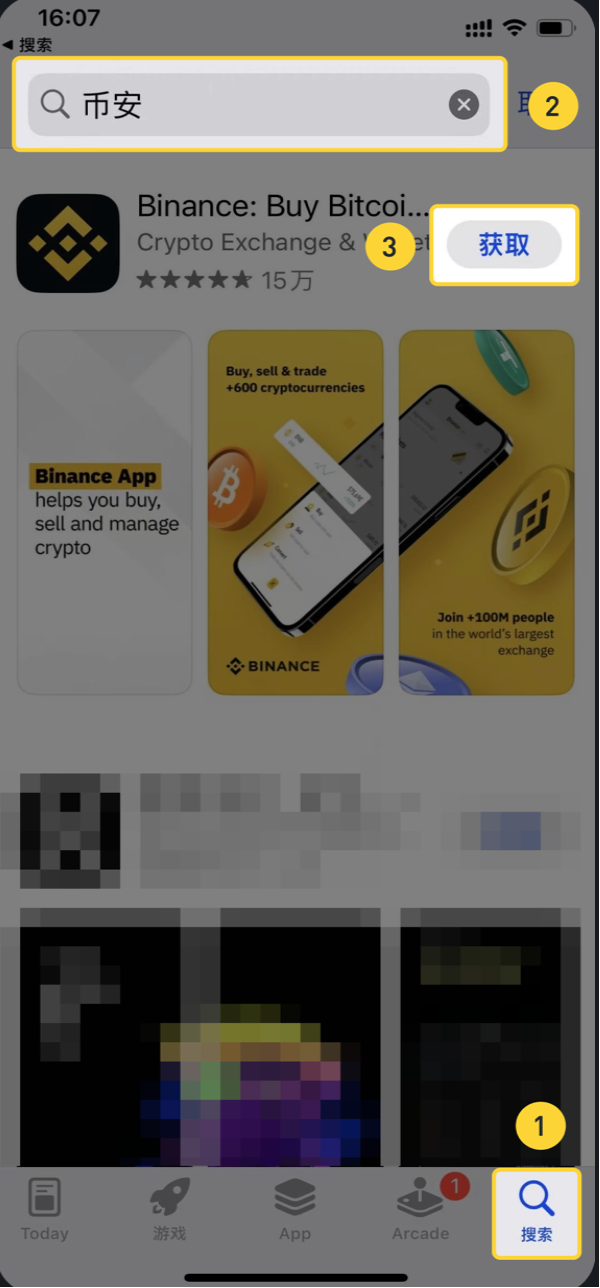 16:07
搜索
币安
2
Binance: Buy Bitcoi...
Crypto Exchange &
3
获取
15万
Buy, sell & trade
+600 cryptocurrencies
Binance App
helps you buy,
sell and manage
crypto
Join +100M people
in the world's largest
exchange
BINANCE
1
1
Today
游戏
App
Arcade
搜索